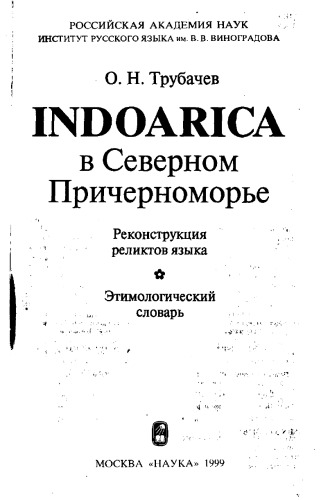 РОССИЙСКАЯ АКАДЕМИЯ НАУК
ИНСТИТУТ РУССКОГО ЯЗЫКА им. В. В. ВИНОГРАДОВА
О. Н. Трубачев
INDOARICA
в Северном
Причерноморье
Реконструкция
реликтов языка
Этимологический
словарь
МОСКВА «НАУКА» 1999